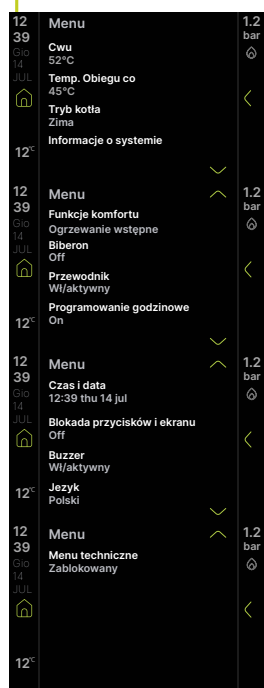 12
39
Gio
14
JUL
12°C
Menu
Cwu
52°C
Temp. Obiegu co
45°C
Tryb kotła
Zima
Informacje o systemie
1.2
bar
12
39
Gio
14
JUL
12°C
Menu
Funkcje komfortu
Ogrzewanie wstępne
Biberon
Off
Przewodnik
Wł/aktywny
Programowanie godzinowe
On
1.2
bar
12
39
Gio
14
JUL
12°C
Menu
Czas i data
12:39 thu 14 jul
Blokada przycisków i ekranu
Off
Buzzer
Wł/aktywny
Jezyk
Polski
1.2
bar
12
39
Gio
14
JUL
12°C
Menu
Menu techniczne
Zablokowany
1.2
bar